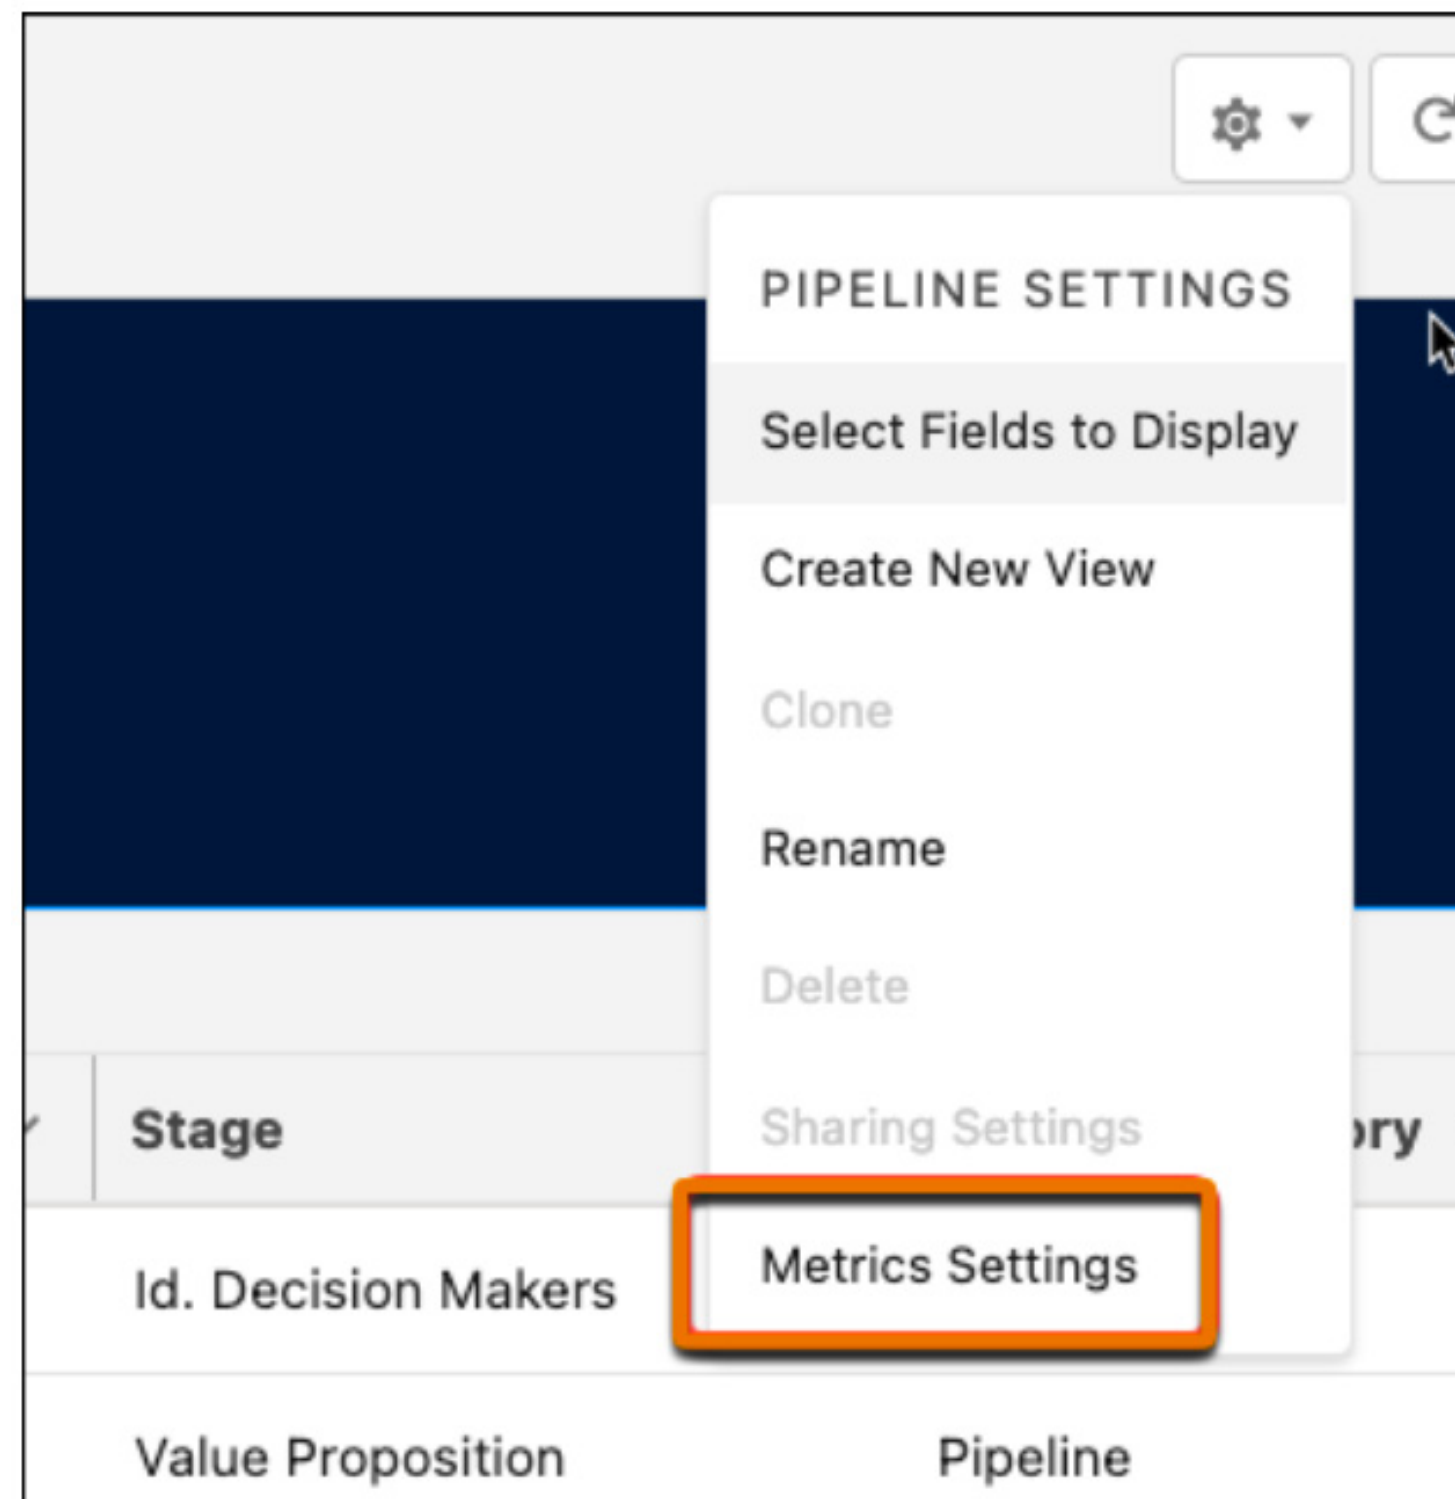 PIPELINE SETTINGS
Select Fields to Display
Create New View
Clone
Rename
Delete
Sharing Settings
Stage
Metrics Settings
Id. Decision Makers
Value Proposition Pipeline